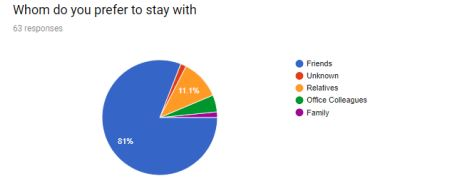 Whom do you prefer to stay with
63 responses
Friends
Unknown
Relatives
Office Colleagues
Family
11.1%
81%